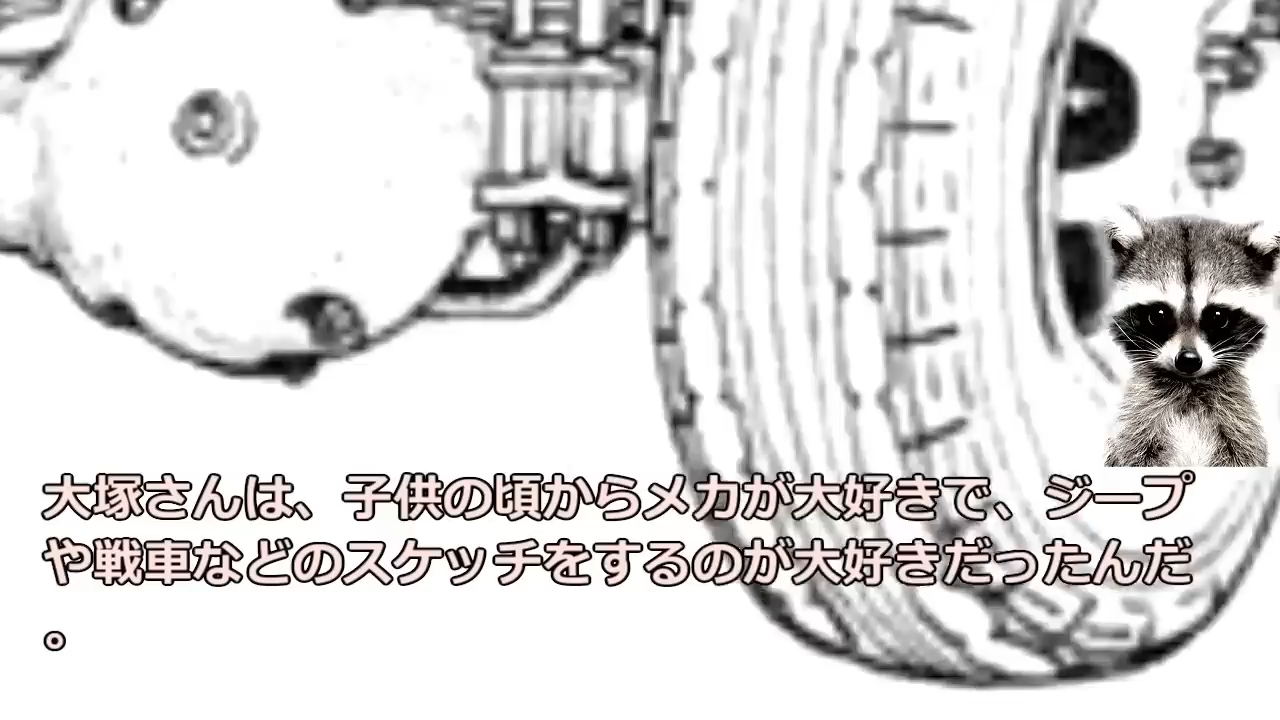 大塚さんは、子供の頃からメカが大好きで、ジープ
や戦車などのスケッチをするのが大好きだったんだ
。